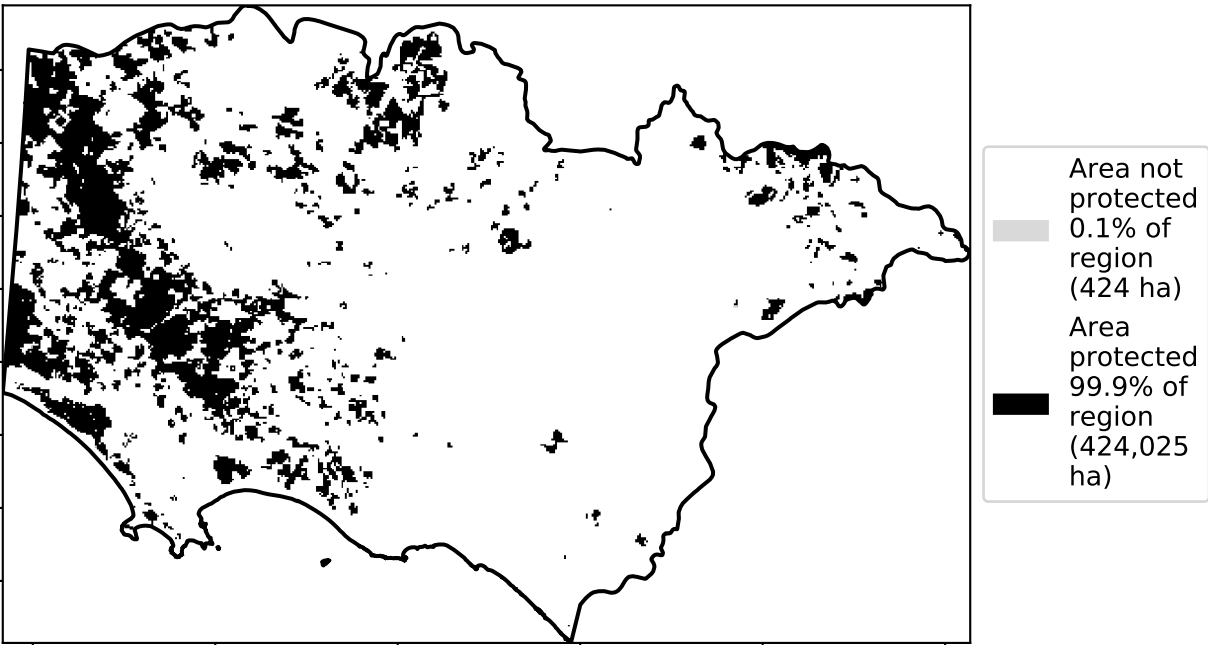 Area not
protected
0.1% of
region
(424 ha)
Area
protected
99.9% of
region
(424,025
ha)